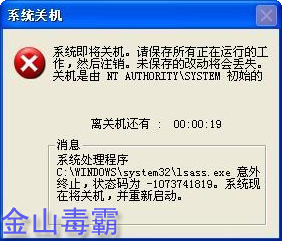 系统关机
系统即将关机。请保存所有正在运行的工
作，然后注销。未保存的改动将会丢失。
关机是由 NT AUTHORITY\SYSTEM 初始的
离关机还有 : 00:00:19
消息
系统处理程序
C:\WINDOWS\system32\lsass.exe 意外
终止，状态码为 -1073741819。系统现
在将关机，并重新启动。
金山毒霸